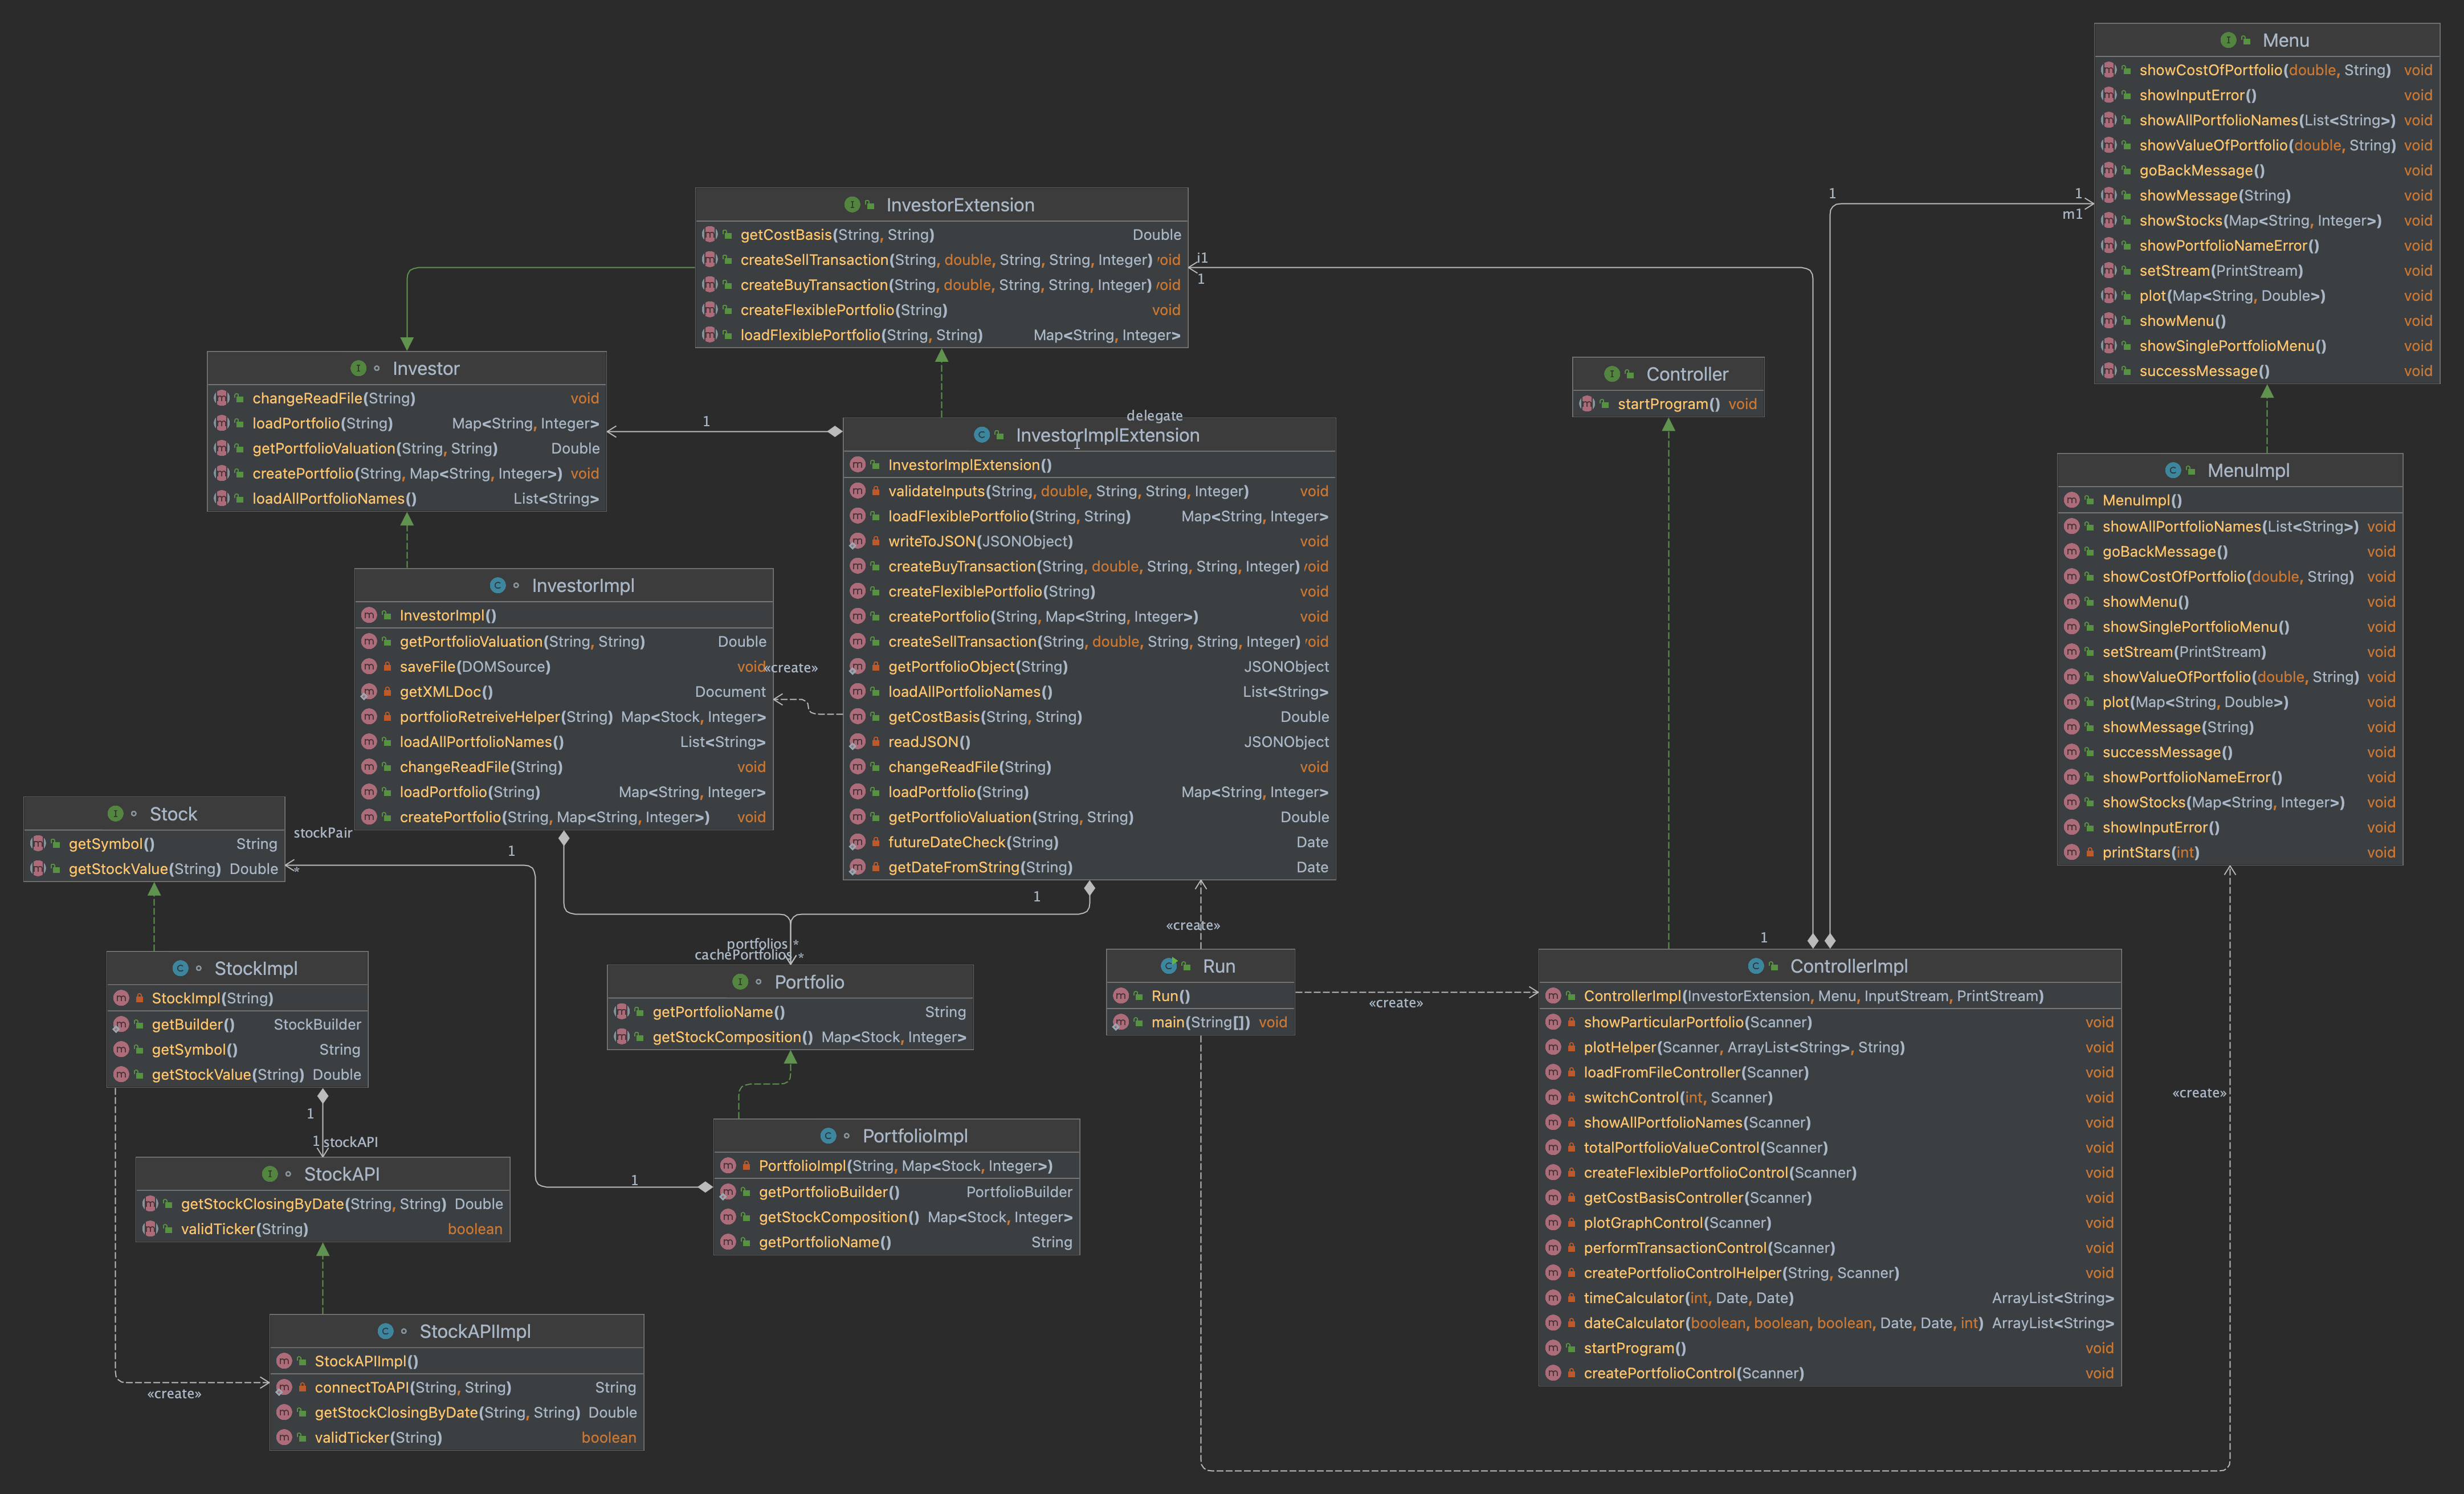 Menu
showCostOfPortfolio(double, String) void
showInputError() void
showAllPortfolioNames(List<String>) void
showValueOfPortfolio(double, String) void
goBackMessage() void
showMessage(String) void
showStocks(Map<String, Integer>) void
showPortfolioNameError() void
setStream(PrintStream) void
plot(Map<String, Double>) void
showMenu() void
showSinglePortfolioMenu() void
successMessage() void
1
1
m1
InvestorExtension
getCostBasis(String, String) Double
createSellTransaction(String, double, String, String, Integer) void
createBuyTransaction(String, double, String, String, Integer) void
createFlexiblePortfolio(String) void
loadFlexiblePortfolio(String, String) Map<String, Integer>
i1
1
Investor
changeReadFile(String) void
loadPortfolio(String) Map<String, Integer>
getPortfolioValuation(String, String) Double
createPortfolio(String, Map<String, Integer>) void
loadAllPortfolioNames() List<String>
Controller
startProgram() void
1
delegate
1
InvestorImplExtension
InvestorImplExtension()
validateInputs(String, double, String, String, Integer) void
loadFlexiblePortfolio(String, String) Map<String, Integer>
writeToJSON(JSONObject) void
createBuyTransaction(String, double, String, String, Integer) void
createFlexiblePortfolio(String) void
createPortfolio(String, Map<String, Integer>) void
createSellTransaction(String, double, String, String, Integer) void
getPortfolioObject(String) JSONObject
loadAllPortfolioNames() List<String>
getCostBasis(String, String) Double
readJSON() JSONObject
changeReadFile(String) void
loadPortfolio(String) Map<String, Integer>
getPortfolioValuation(String, String) Double
futureDateCheck(String) Date
getDateFromString(String) Date
MenuImpl
MenuImpl()
showAllPortfolioNames(List<String>) void
goBackMessage() void
showCostOfPortfolio(double, String) void
showMenu() void
showSinglePortfolioMenu() void
setStream(PrintStream) void
showValueOfPortfolio(double, String) void
plot(Map<String, Double>) void
showMessage(String) void
successMessage() void
showPortfolioNameError() void
showStocks(Map<String, Integer>) void
showInputError() void
printStars(int) void
InvestorImpl
InvestorImpl()
getPortfolioValuation(String, String) Double
saveFile(DOMSource) void
getXMLDoc() Document
portfolioRetreiveHelper(String) Map<Stock, Integer>
loadAllPortfolioNames() List<String>
changeReadFile(String) void
loadPortfolio(String) Map<String, Integer>
createPortfolio(String, Map<String, Integer>) void
«create»
Stock
getSymbol() String
getStockValue(String) Double
stockPair
*
1
1
«create»
portfolios *
cachePortfolios *
StockImpl
StockImpl(String)
getBuilder() StockBuilder
getSymbol() String
getStockValue(String) Double
Portfolio
getPortfolioName() String
getStockComposition() Map<Stock, Integer>
Run
Run()
main(String[]) void
«create»
1
ControllerImpl
ControllerImpl(InvestorExtension, Menu, InputStream, PrintStream)
showParticularPortfolio(Scanner) void
plotHelper(Scanner, ArrayList<String>, String) void
loadFromFileController(Scanner) void
switchControl(int, Scanner) void
showAllPortfolioNames(Scanner) void
totalPortfolioValueControl(Scanner) void
createFlexiblePortfolioControl(Scanner) void
getCostBasisController(Scanner) void
plotGraphControl(Scanner) void
performTransactionControl(Scanner) void
createPortfolioControlHelper(String, Scanner) void
timeCalculator(int, Date, Date) ArrayList<String>
dateCalculator(boolean, boolean, boolean, Date, Date, int) ArrayList<String>
startProgram() void
createPortfolioControl(Scanner) void
«create»
1
1 stockAPI
StockAPI
getStockClosingByDate(String, String) Double
validTicker(String) boolean
PortfolioImpl
PortfolioImpl(String, Map<Stock, Integer>)
getPortfolioBuilder() PortfolioBuilder
getStockComposition() Map<Stock, Integer>
getPortfolioName() String
1
StockAPIImpl
StockAPIImpl()
connectToAPI(String, String) String
getStockClosingByDate(String, String) Double
validTicker(String) boolean
«create»